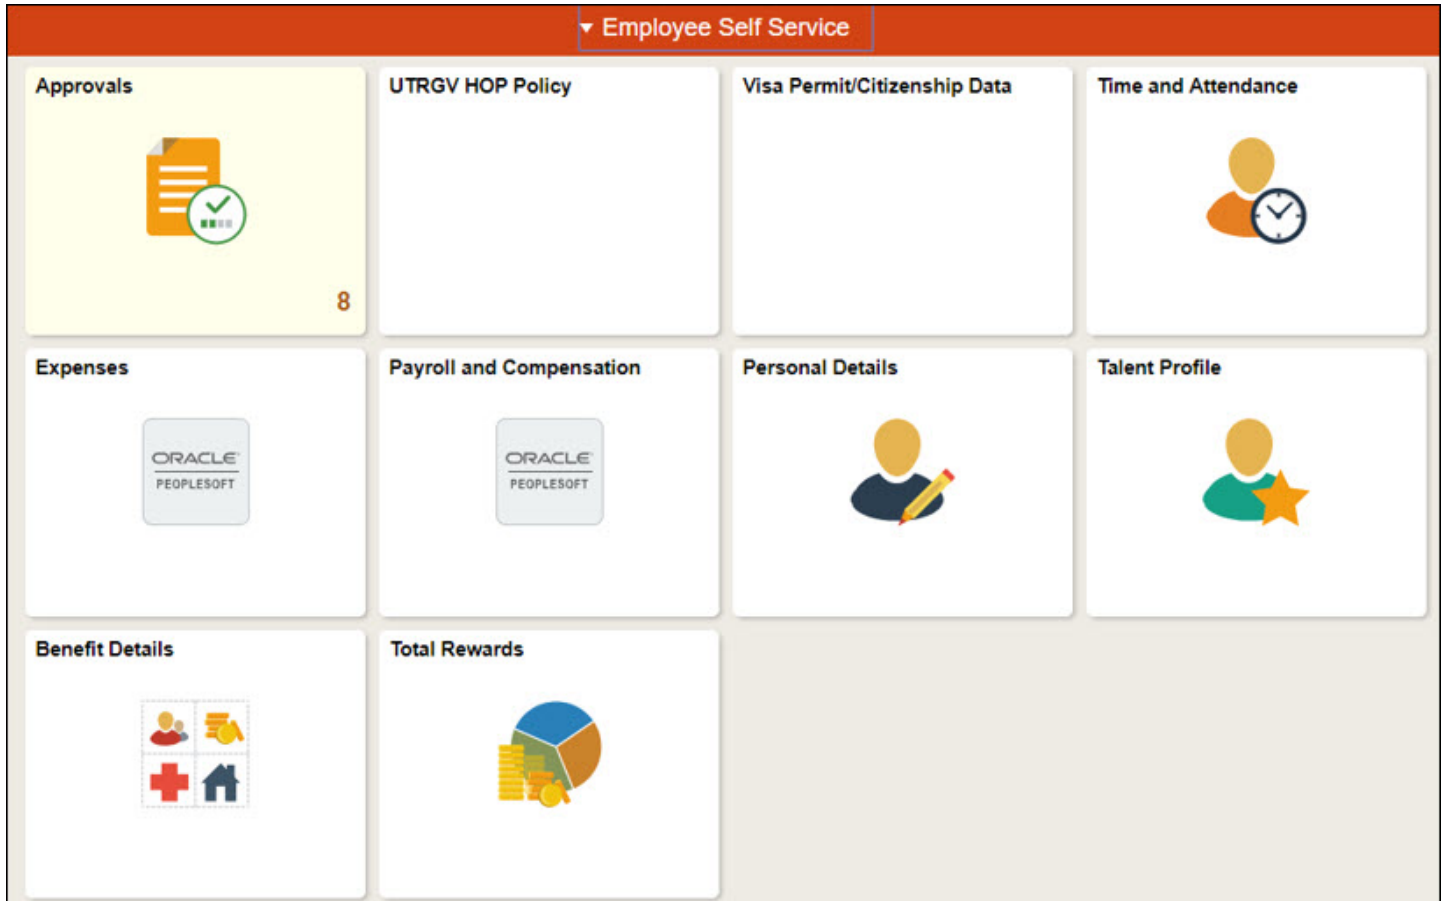 Employee Self Service
Approvals
8
UTRGV HOP Policy
Visa Permit/Citizenship Data
Time and Attendance
Expenses
ORACLE
PEOPLESOFT
Payroll and Compensation
ORACLE
PEOPLESOFT
Personal Details
Talent Profile
Benefit Details
Total Rewards